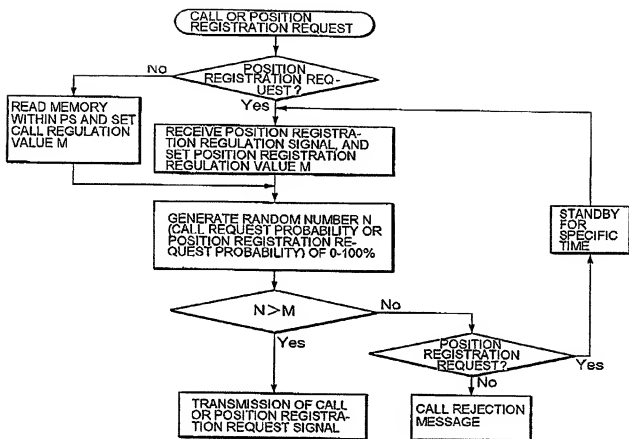 CALL OR POSITION
REGISTRATION REQUEST
No
POSITION
REGISTRATION REQ-
UEST?
Yes
READ MEMORY
WITHIN PS AND SET
CALL REGULATION
VALUE M
RECEIVE POSITION REGISTRA-
TION REGULATION SIGNAL, AND
SET POSITION REGISTRATION
REGULATION VALUE M
GENERATE RANDOM NUMBER N
(CALL REQUEST PROBABILITY OR
POSITION REGISTRATION RE-
QUEST PROBABILITY) OF 0-100%
STANDBY
FOR
SPECIFIC
TIME
N>M
No
Yes
POSITION
REGISTRATION
REQUEST?
Yes
No
TRANSMISSION OF CALL
OR POSITION REGISTRA-
TION REQUEST SIGNAL
CALL REJECTION
MESSAGE